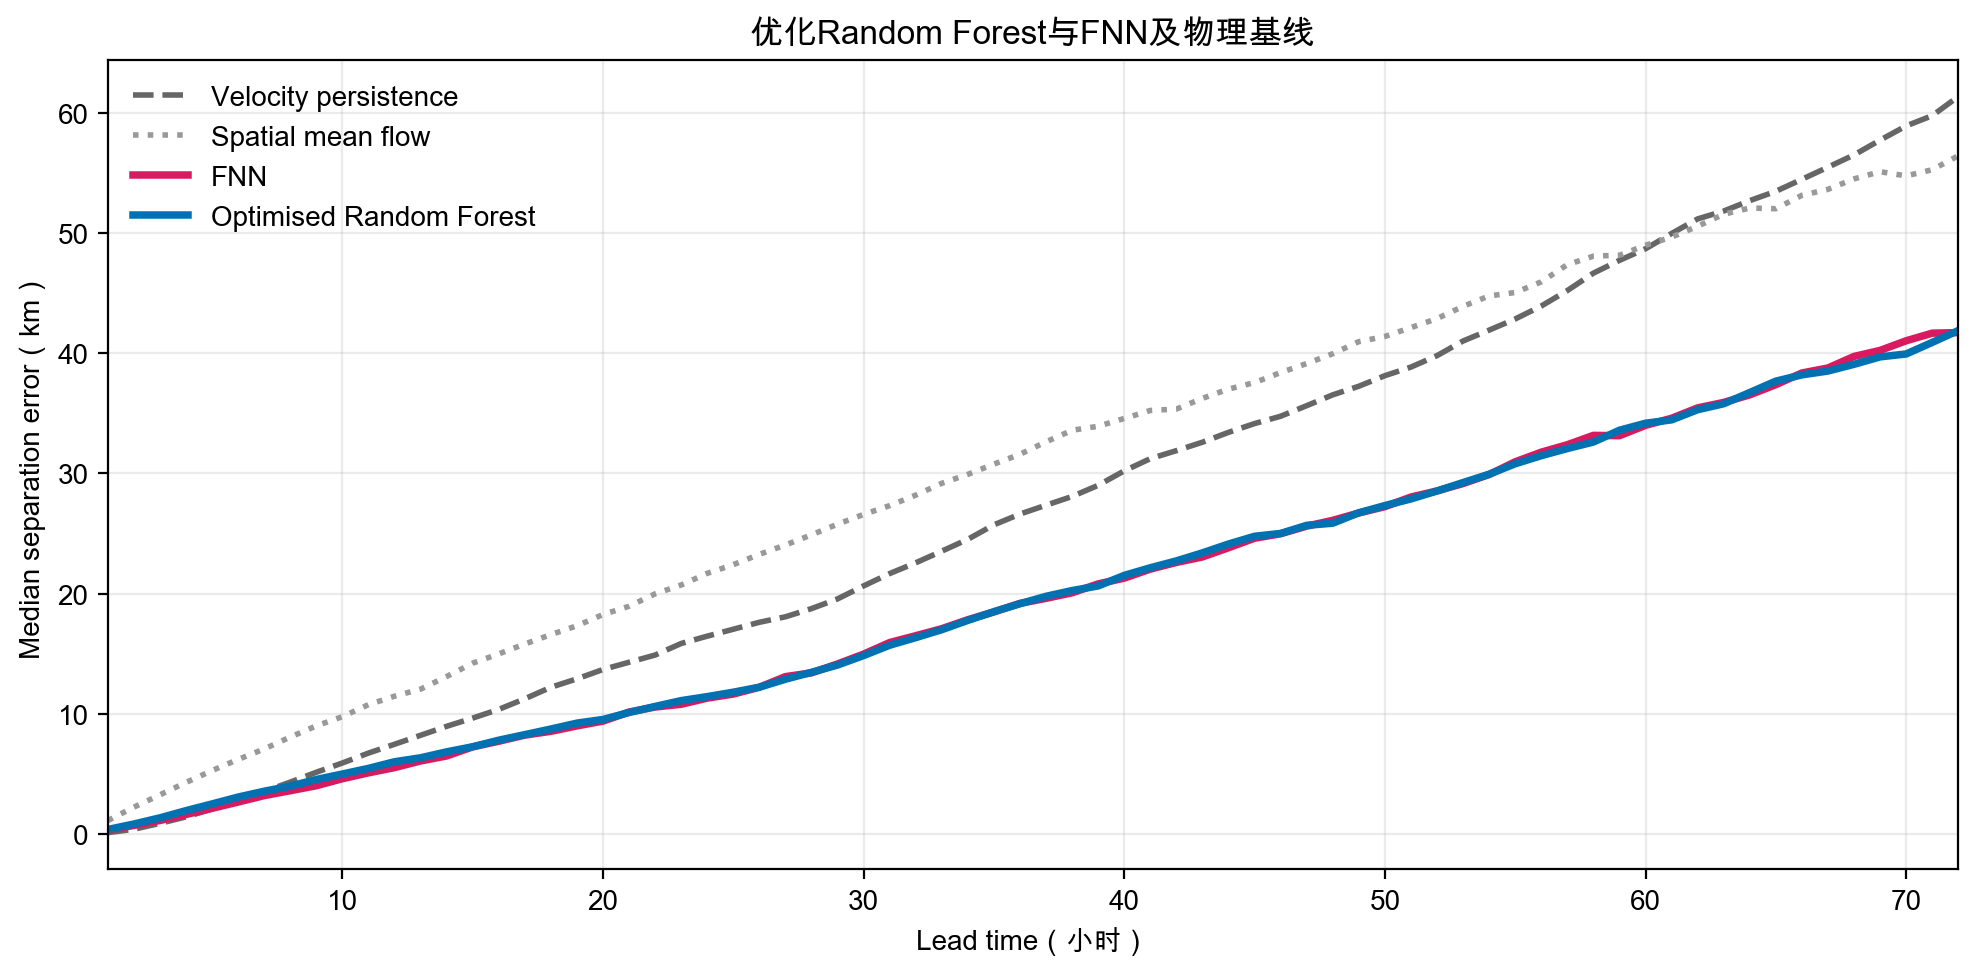 优化Random Forest与FNN及物理基线
Velocity persistence
Spatial mean flow
FNN
Optimised Random Forest
Median separation error（km）
60
50
40
30
20
10
0
10
20
30
40
50
60
70
Lead time（小时）